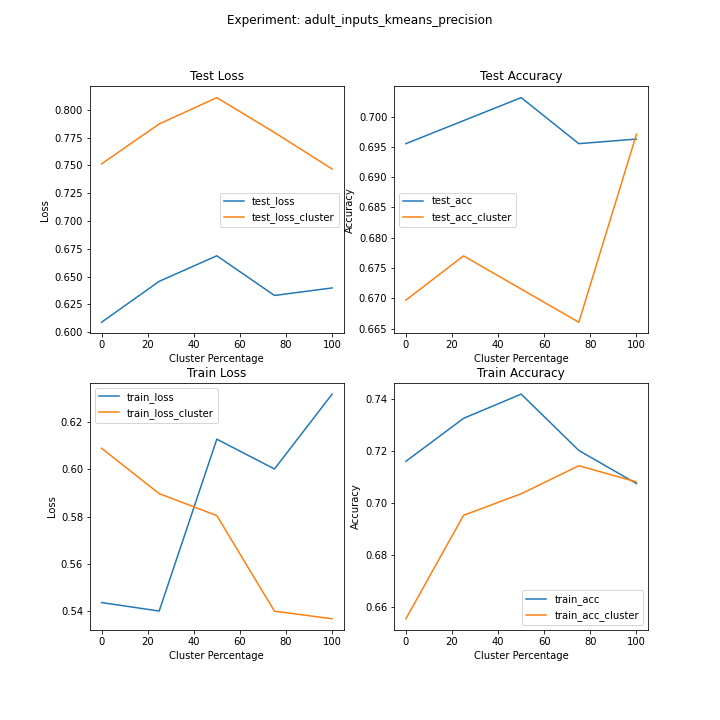 Experiment: adult_inputs_kmeans_precision
Test Loss
0.800
0.775
0.750
0.725
0.700
0.675
0.650
0.625
0.600
Loss
test_loss
test_loss_cluster
0 20 40 60 80 100
Cluster Percentage
Test Accuracy
0.700
0.695
0.690
0.685
0.680
0.675
0.670
0.665
Accuracy
test_acc
test_acc_cluster
0 20 40 60 80 100
Cluster Percentage
Train Loss
0.62
0.60
0.58
0.56
0.54
Loss
train_loss
train_loss_cluster
0 20 40 60 80 100
Cluster Percentage
Train Accuracy
0.74
0.72
0.70
0.68
0.66
Accuracy
train_acc
train_acc_cluster
0 20 40 60 80 100
Cluster Percentage